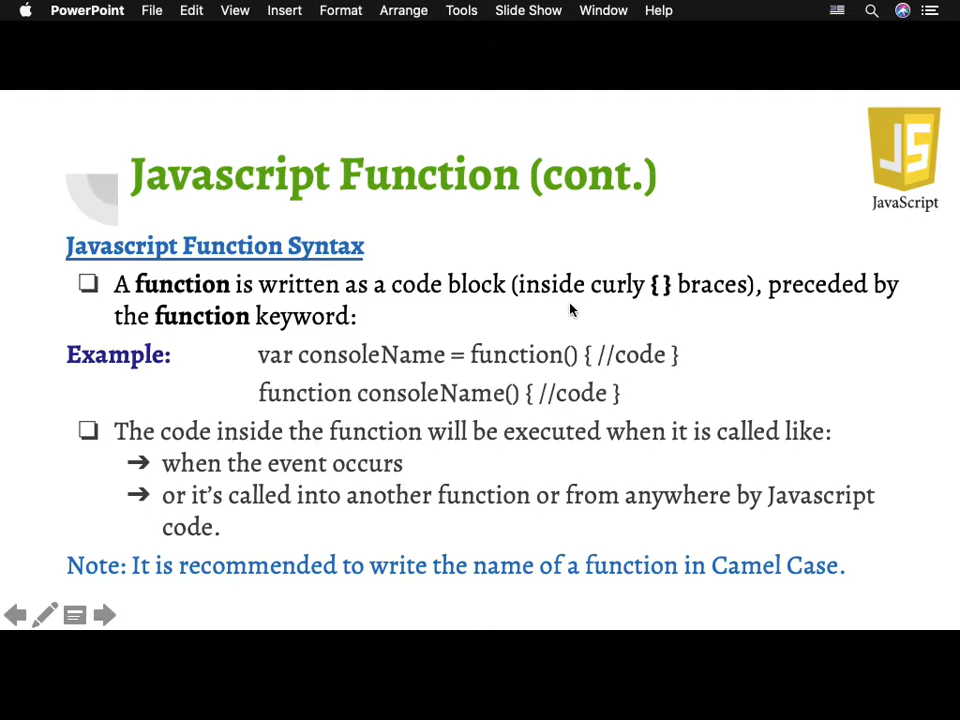 PowerPoint File Edit View Insert Format Arrange Tools Slide Show Window Help
JS
JavaScript
Javascript Function (cont.)
Javascript Function Syntax
❏ A function is written as a code block (inside curly { } braces), preceded by
the function keyword:
Example: var consoleName = function() { //code }
function consoleName() { //code }
❏ The code inside the function will be executed when it is called like:
➔ when the event occurs
➔ or it’s called into another function or from anywhere by Javascript
code.
Note: It is recommended to write the name of a function in Camel Case.